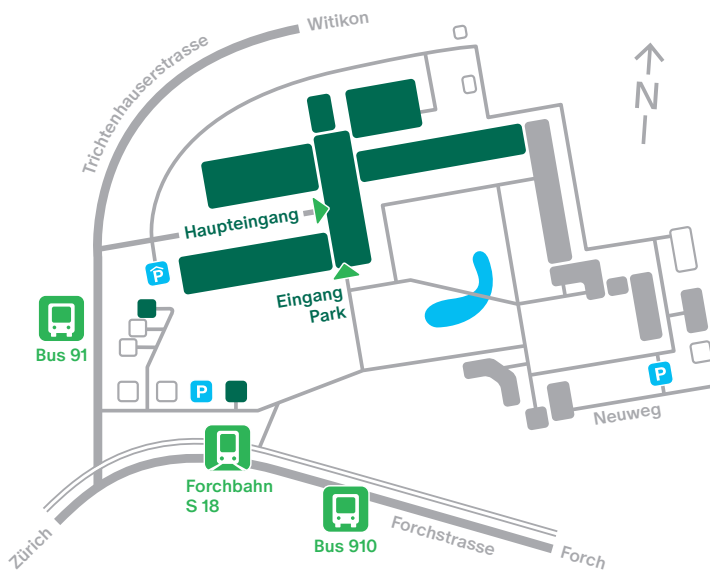 Witikon
Trichtenhauserstrasse
N
Haupteingang
P
Eingang
Park
Bus 91
P
P
Neuweg
Forchbahn
S 18
Bus 910
Forchstrasse
Zürich
Forch